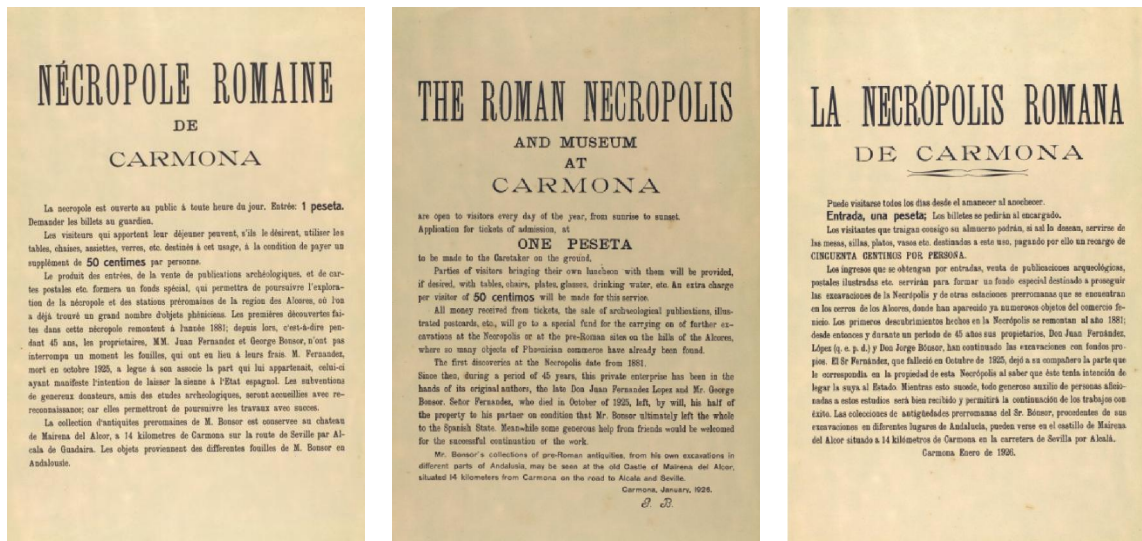 NÉCROPOLE ROMAINE
DE
CARMONA
La necropole est ouverte au public à toute heure du jour. Entrée: 1 peseta.
Demander les billets au guardien.
Les visiteurs qui apportent leur déjeuner peuvent, s'ils le désirent, utiliser les
tables, chaises, assiettes, verres, etc. destinés à cet usage, à la condition de payer un
supplément de 50 centimes par personne.
Le produit des entrées, de la vente de publications archéologiques, et de car-
tes postales etc. formera un fonds spécial, qui permettra de poursuivre l'explora-
tion de la nécropole et des stations préromaines de la region des Alcores, où l'on
a déjà trouvé un grand nombre d'objets phéniciens. Les premières découvertes fai-
tes dans cette nécropole remontent à l'année 1881; depuis lors, c'est-à-dire pen-
dant 45 ans, les proprietaires, MM. Juan Fernandez et George Bonsor, n'ont pas
interrompu un moment les fouilles, qui ont eu lieu à leurs frais. M. Fernandez,
mort en octobre 1925, a legue à son associe la part qui lui appartenait, celui-ci
ayant manifeste l'intention de laisser la sienne à l'Etat espagnol. Les subventions
de genereux donateurs, amis des etudes archeologiques, seront accueillies avec re-
reconnaissance; car elles permettront de poursuivre les travaux avec succes.
La collection d'antiquites preromaines de M. Bonsor est conservee au chateau
de Mairena del Alcor, a 14 kilometres de Carmona sur la route de Seville par Al-
cala de Guadaira. Les objets proviennent des differentes fouilles de M. Bonsor en
Andalousie.
THE ROMAN NECROPOLIS
AND MUSEUM
AT
CARMONA
are open to visitors every day of the year, from sunrise to sunset.
Application for tickets of admission, at
ONE PESETA
to be made to the Caretaker on the ground,
Parties of visitors bringing their own luncheon with them will be provided,
if desired, with tables, chairs, plates, glasses, drinking water, etc. An extra charge
per visitor of 50 centimos will be made for this service.
All money received from tickets, the sale of archaeological publications, illus-
trated postcards, etc., will go to a special fund for the carrying on of further ex-
cavations at the Necropolis or at the pre-Roman sites on the hills of the Alcores,
where so many objects of Phœnician commerce have already been found.
The first discoveries at the Necropolis date from 1881.
Since then, during a period of 45 years, this private enterprise has been in the
hands of its original authors, the late Don Juan Fernandez Lopez and Mr. George
Bonsor. Señor Fernandez, who died in October of 1925, left, by will, his half of
the property to his partner on condition that Mr. Bonsor ultimately left the whole
to the Spanish State. Meanwhile some generous help from friends would be welcomed
for the successful continuation of the work.
Mr. Bonsor's collections of pre-Roman antiquities, from his own excavations in
different parts of Andalusia, may be seen at the old Castle of Mairena del Alcor,
situated 14 kilometers from Carmona on the road to Alcala and Seville.
Carmona, January, 1926.
G. B.
LA NECRÓPOLIS ROMANA
DE CARMONA
Puede visitarse todos los días desde el amanecer al anochecer.
Entrada, una peseta; Los billetes se pedirán al encargado.
Los visitantes que traigan consigo su almuerzo podrán, si así lo desean, servirse de
las mesas, sillas, platos, vasos etc. destinados a este uso, pagando por ello un recargo de
CINCUENTA CENTIMOS POR PERSONA.
Los ingresos que se obtengan por entradas, venta de publicaciones arqueológicas,
postales ilustradas etc. servirán para formar un fondo especial destinado a proseguir
las excavaciones de la Necrópolis y de otras estaciones prerromanas que se encuentran
en los cerros de los Alcores, donde han aparecido ya numerosos objetos del comercio fe-
nicio. Los primeros descubrimientos hechos en la Necrópolis se remontan al año 1881;
desde entonces y durante un periodo de 45 años sus propietarios, Don Juan Fernández,
López (q. e. p. d.) y Don Jorge Bónsor, han continuado las excavaciones con fondos pro-
pios. El Sr Fernández, que falleció en Octubre de 1925, dejó a su compañero la parte que
le correspondía en la propiedad de esta Necrópolis al saber que éste tenía intención de
legar la suya al Estado. Mientras esto sucede, todo generoso auxilio de personas aficio-
nadas a estos estudios será bien recibido y permitirá la continuación de los trabajos con
éxito. Las colecciones de antigüedades prerromanas del Sr. Bónsor, procedentes de sus
excavaciones en diferentes lugares de Andalucía, pueden verse en el castillo de Mairena
del Alcor situado a 14 kilómetros de Carmona en la carretera de Sevilla por Alcalá.
Carmona Enero de 1926.